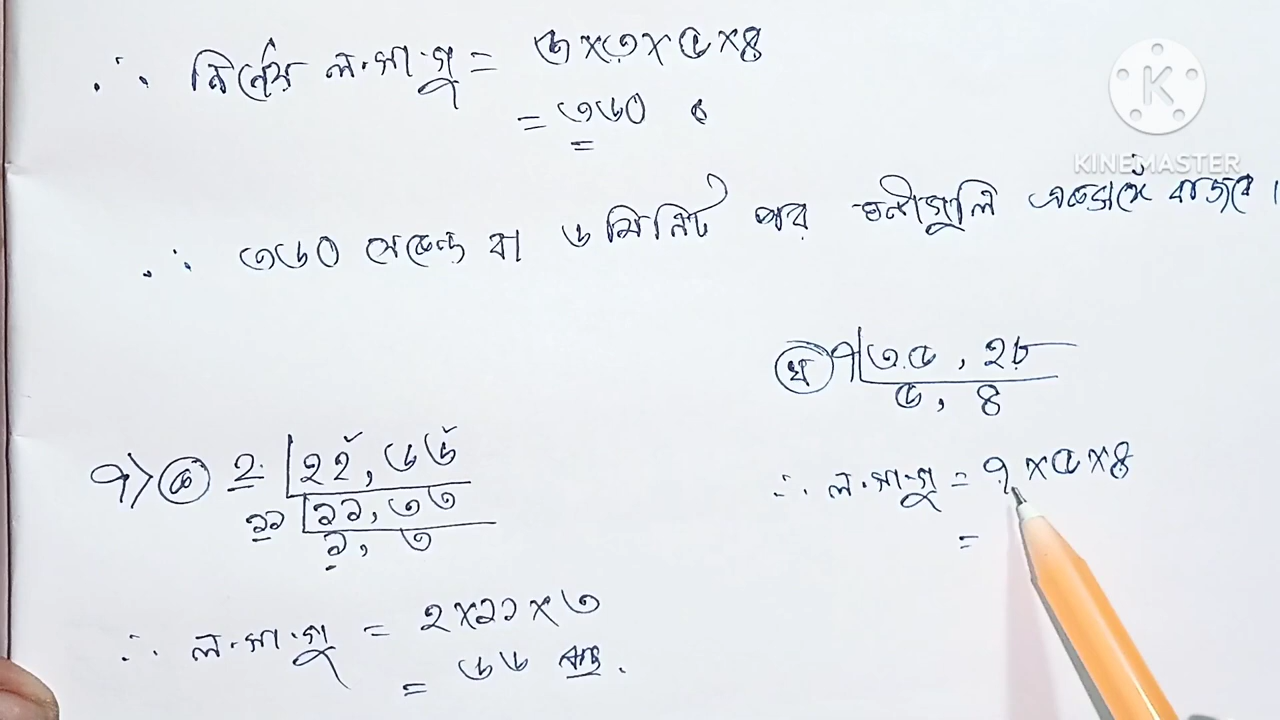 ∴ নির্ণেয় ল.সা.গু = ৬×৩×৫×৪
= ৩৬০
KINEMASTER
∴ ৩৬০ সেকেন্ড বা ৬ মিনিট পর ঘন্টাগুলি একসাথে বাজবে।
খ ৭ ৩৫, ২৮
৫, ৪
∴ ল.সা.গু = ৭×৫×৪
=
৭> ক ২ ২২, ৬৬
১১ ১১, ৩৩
১, ৩
∴ ল.সা.গু = ২×১১×৩
= ৬৬